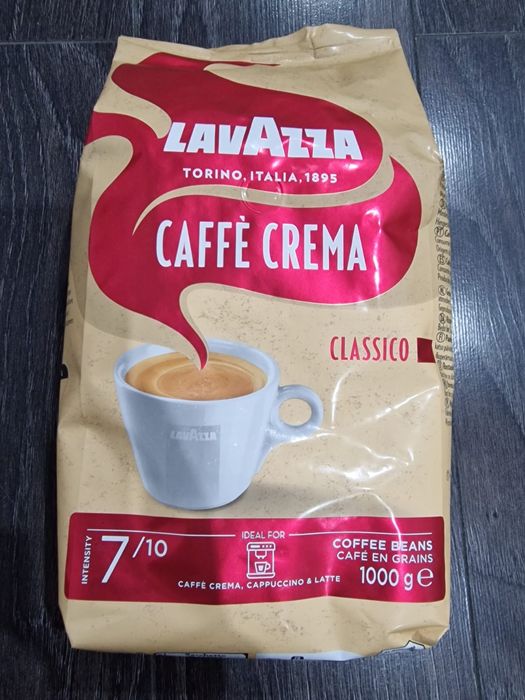 LAVAZZA
TORINO, ITALIA, 1895
CAFFÈ CREMA
CLASSICO
LAVAZZA
INTENSITY
7/10
IDEAL FOR
CAFFÈ CREMA, CAPPUCCINO & LATTE
COFFEE BEANS
CAFÉ EN GRAINS
1000 g ℮